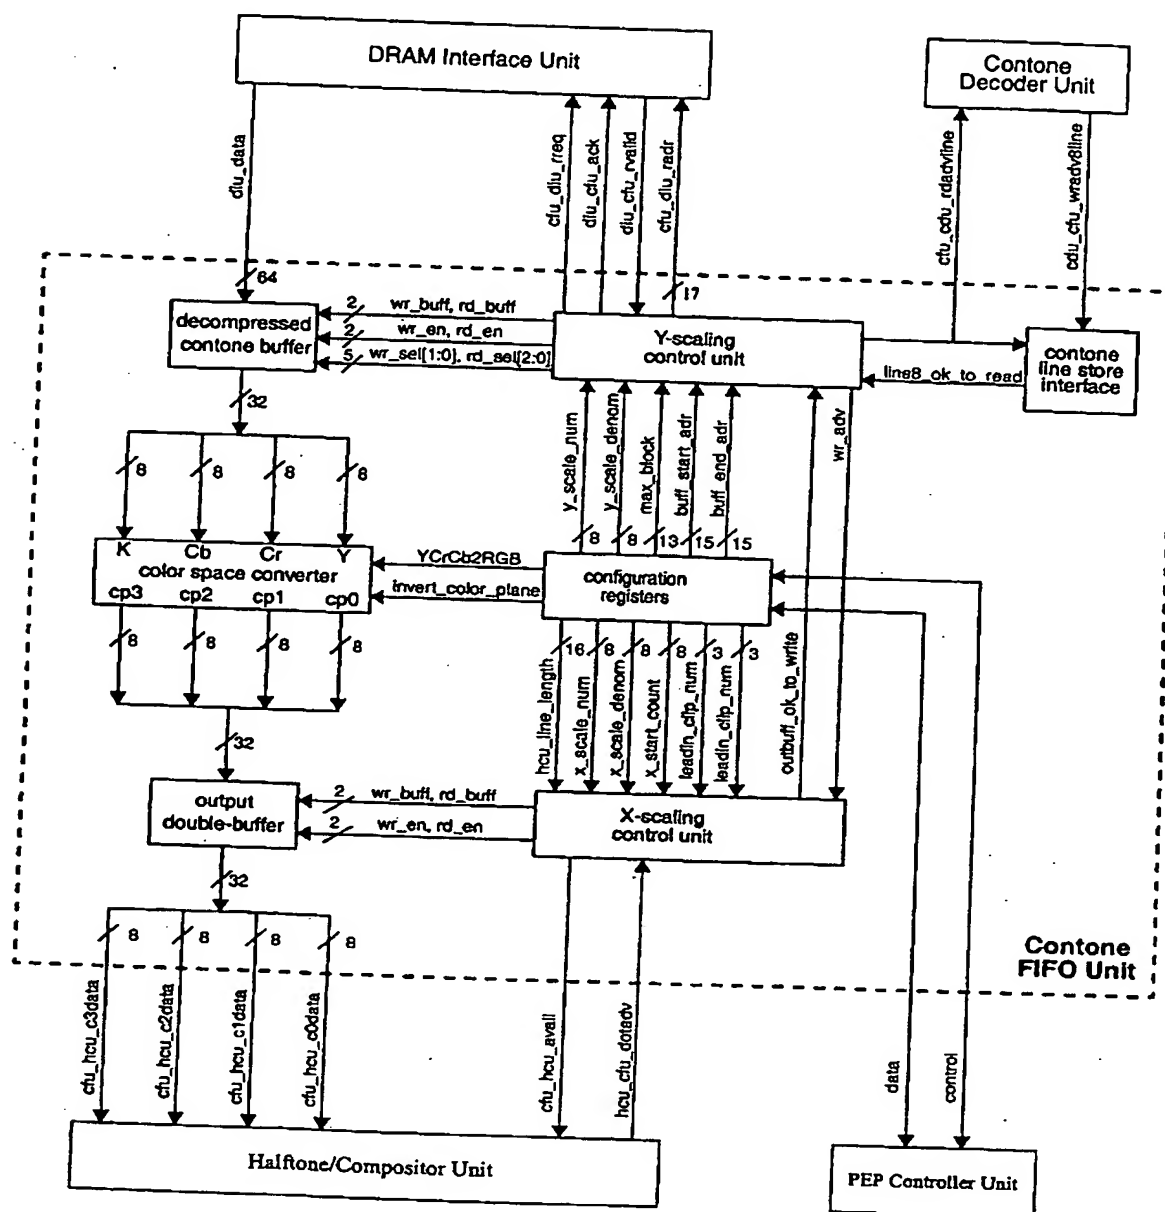 DRAM Interface Unit
Contone
Decoder Unit
diu_data
cfu_diu_rreq
diu_cfu_ack
diu_cfu_rvalid
cfu_diu_radr
cfu_cdu_rdadvline
cdu_cfu_wradv8line
64
17
decompressed
contone buffer
2
wr_buff, rd_buff
2
wr_en, rd_en
5
wr_sel[1:0], rd_sel[2:0]
Y-scaling
control unit
line8_ok_to_read
contone
line store
interface
32
8
8
8
8
y_scale_num
y_scale_denom
max_block
buff_start_adr
buff_end_adr
wr_adv
8
8
13
15
15
K
Cb
Cr
Y
color space converter
cp3
cp2
cp1
cp0
YCrCb2RGB
invert_color_plane
configuration
registers
8
8
8
8
16
8
8
8
3
3
hcu_line_length
x_scale_num
x_scale_denom
x_start_count
leadin_clip_num
leadin_clip_num
outbuff_ok_to_write
32
output
double-buffer
2
wr_buff, rd_buff
2
wr_en, rd_en
X-scaling
control unit
32
8
8
8
8
Contone
FIFO Unit
cfu_hcu_c3data
cfu_hcu_c2data
cfu_hcu_c1data
cfu_hcu_c0data
cfu_hcu_avail
hcu_cfu_dotadv
data
control
Halftone/Compositor Unit
PEP Controller Unit